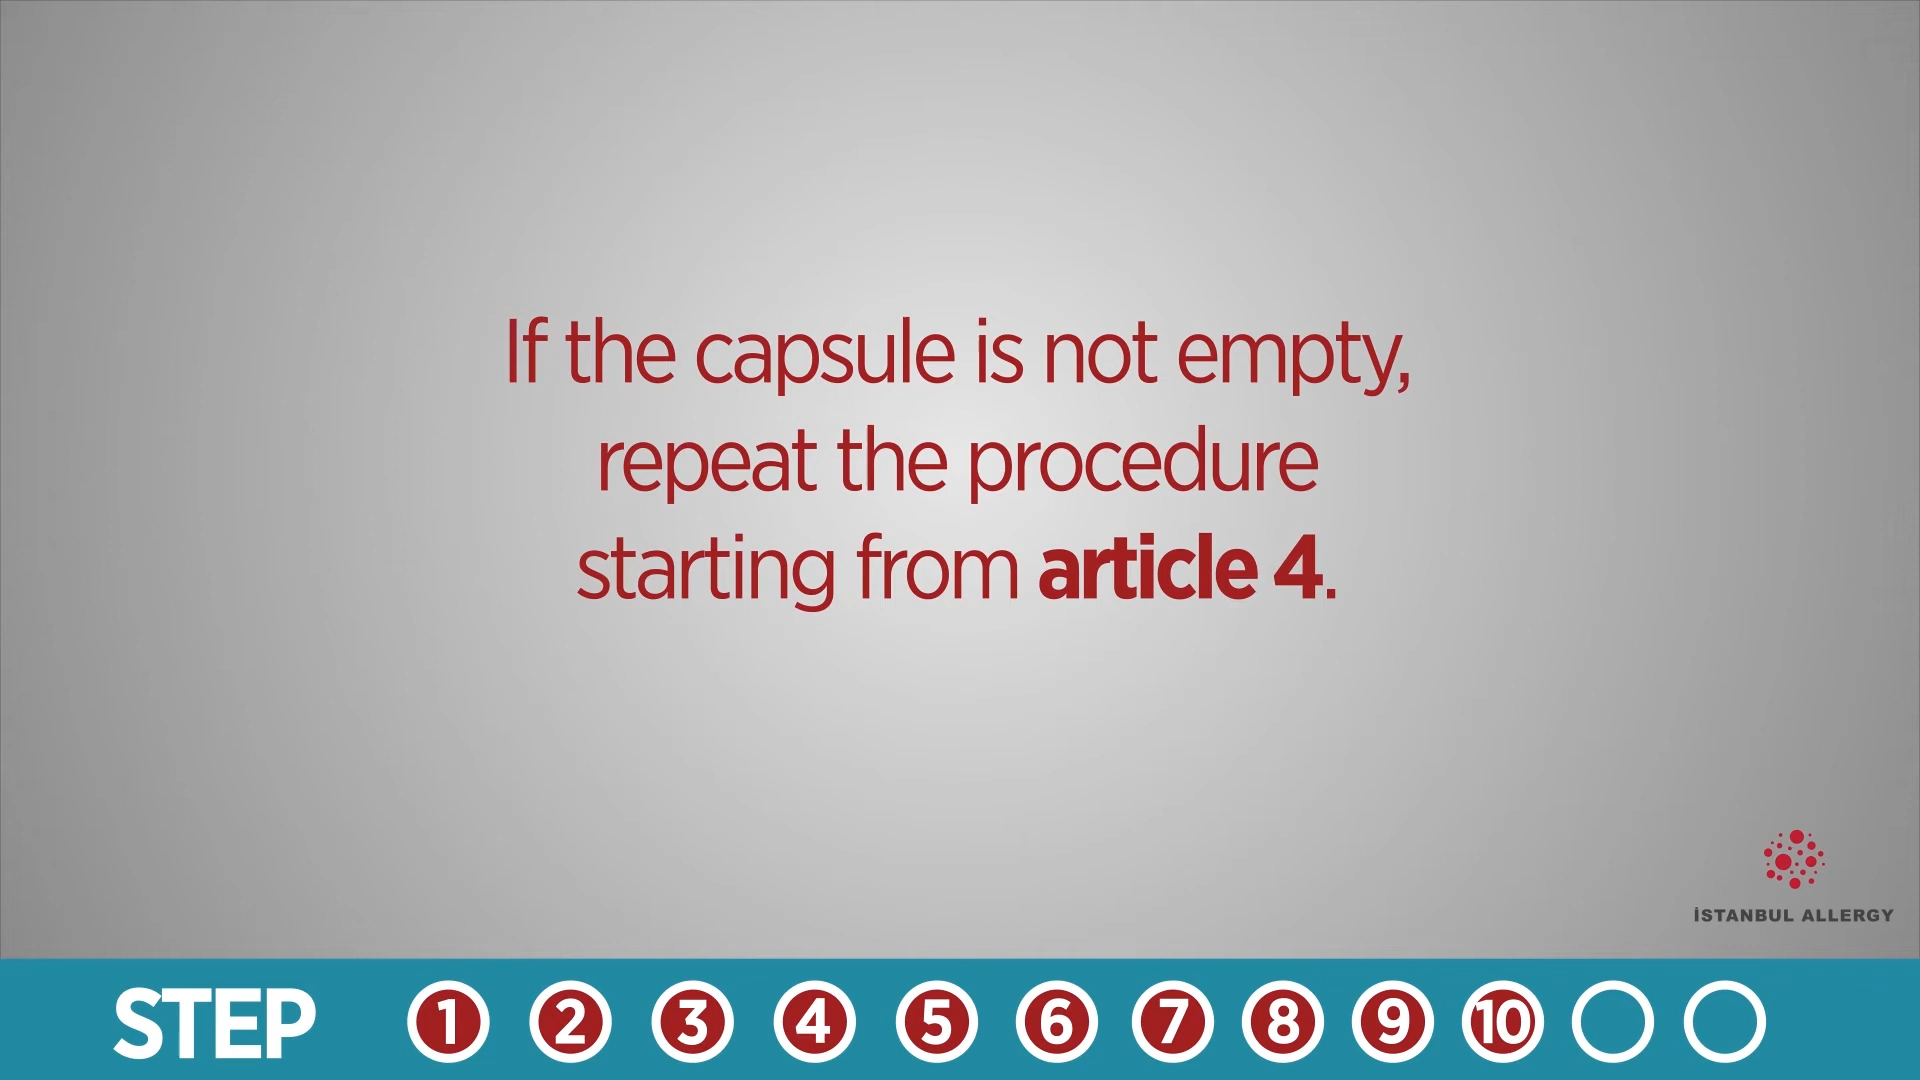 If the capsule is not empty,
repeat the procedure
starting from article 4.
İSTANBUL ALLERGY
STEP 1 2 3 4 5 6 7 8 9 10